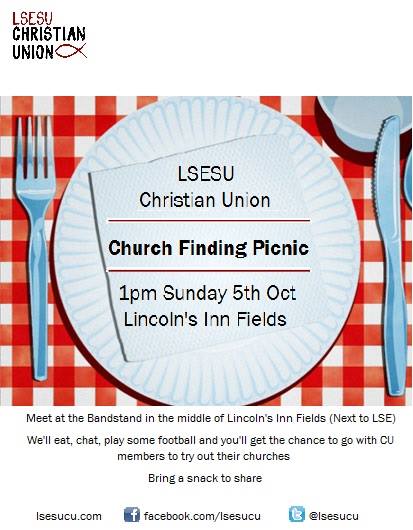 LSESU
CHRISTIAN
UNION
LSESU
Christian Union
Church Finding Picnic
1pm Sunday 5th Oct
Lincoln's Inn Fields
Meet at the Bandstand in the middle of Lincoln's Inn Fields (Next to LSE)
We'll eat, chat, play some football and you'll get the chance to go with CU
members to try out their churches
Bring a snack to share
lsesucu.com facebook.com/lsesucu @lsesucu